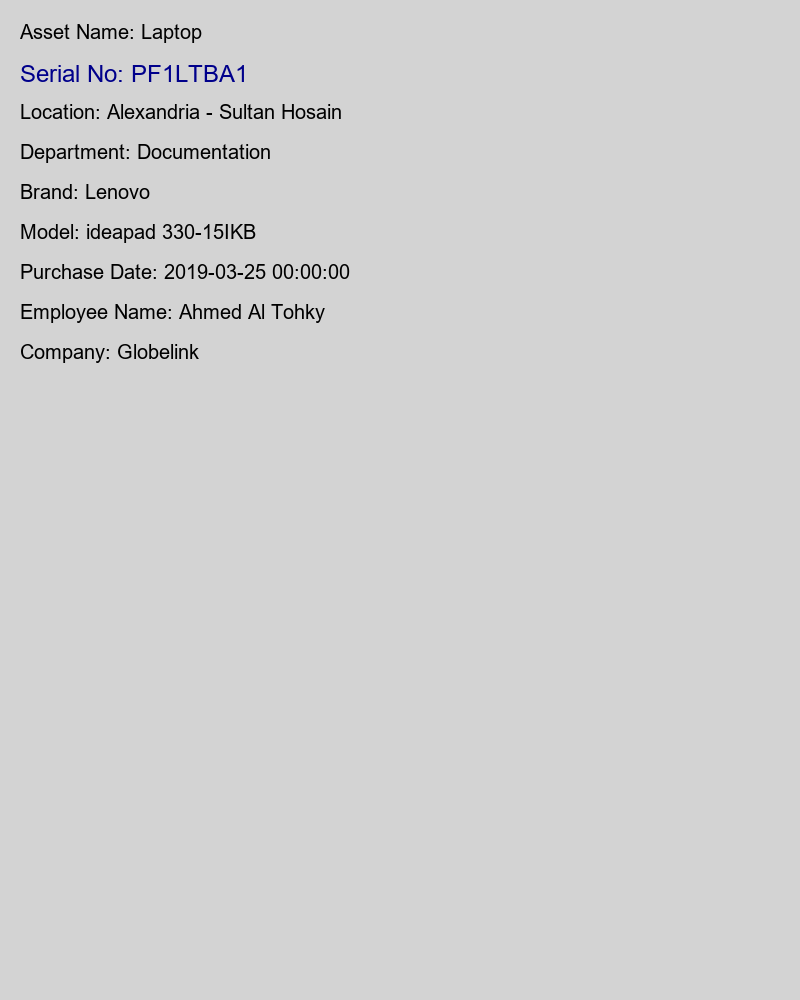 Asset Name: Laptop
Serial No: PF1LTBA1
Location: Alexandria - Sultan Hosain
Department: Documentation
Brand: Lenovo
Model: ideapad 330-15IKB
Purchase Date: 2019-03-25 00:00:00
Employee Name: Ahmed Al Tohky
Company: Globelink